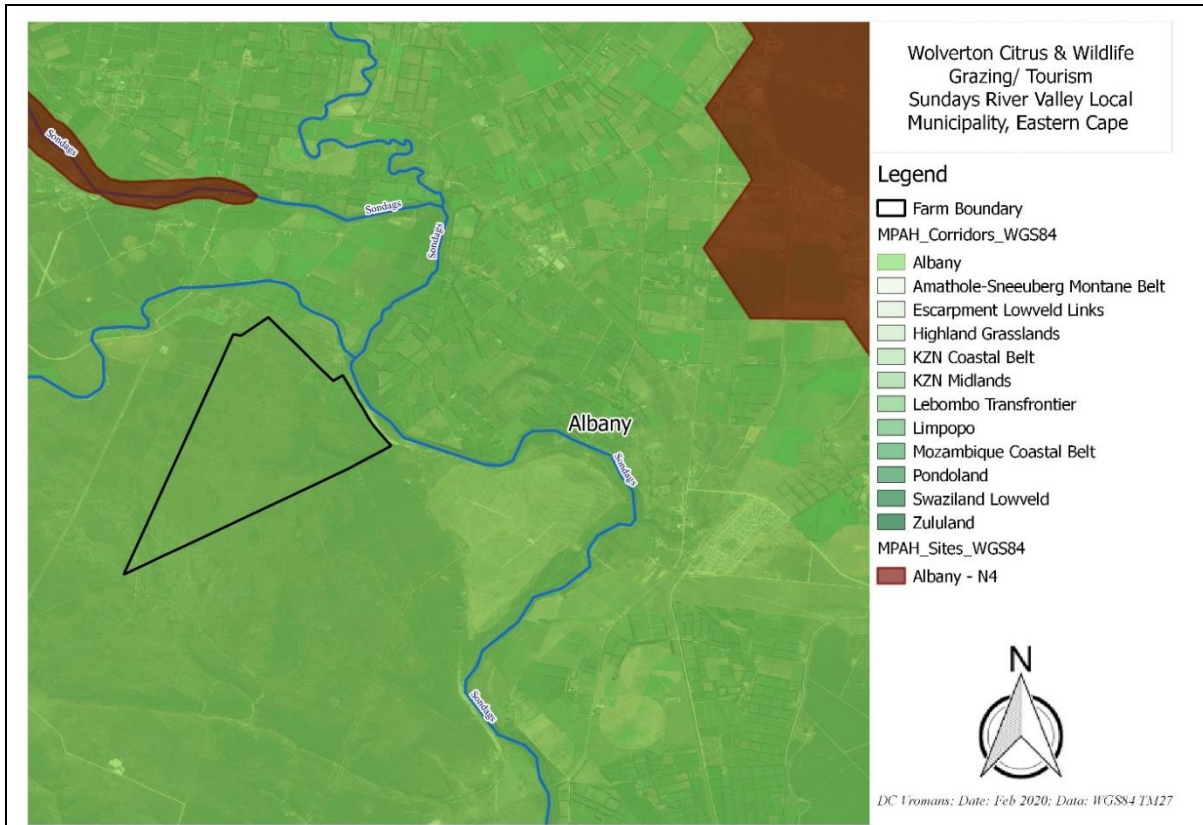 Wolverton Citrus & Wildlife
Grazing/ Tourism
Sundays River Valley Local
Municipality, Eastern Cape
Legend
Farm Boundary
MPAH_Corridors_WGS84
Albany
Amathole-Sneeuberg Montane Belt
Escarpment Lowveld Links
Highland Grasslands
KZN Coastal Belt
KZN Midlands
Lebombo Transfrontier
Limpopo
Mozambique Coastal Belt
Pondoland
Swaziland Lowveld
Zululand
MPAH_Sites_WGS84
Albany - N4
N
DC Vromans; Date: Feb 2020; Data: WGS84 TM27
Sondags
Sondags
Sondags
Albany
Sondags
Sondags